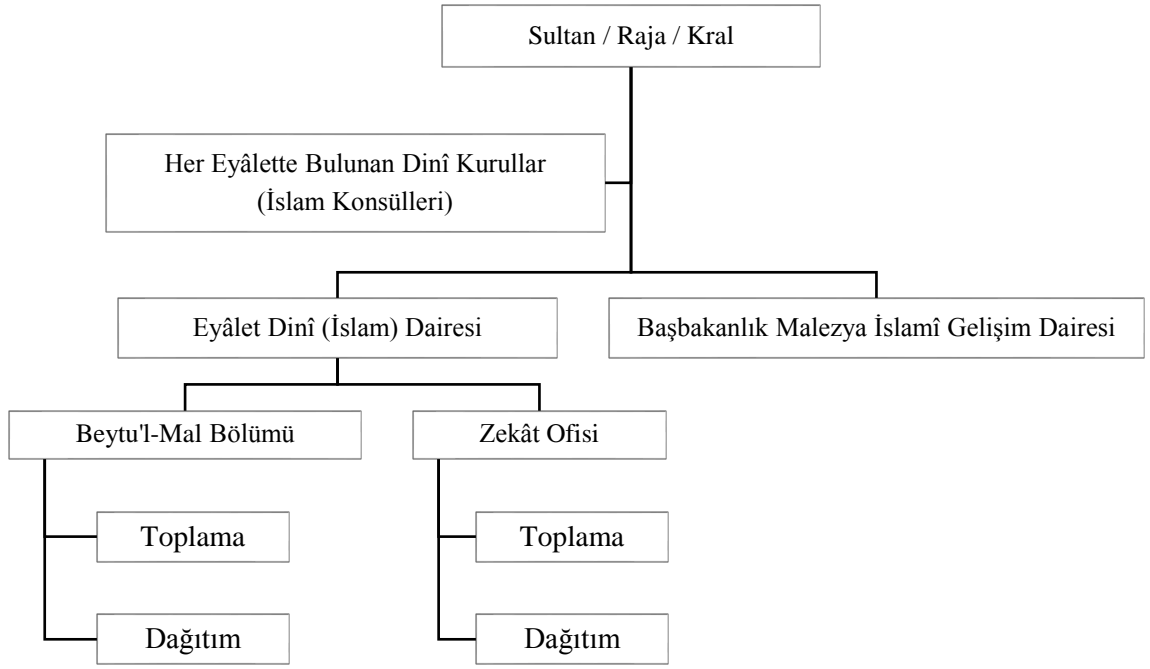 Sultan / Raja / Kral
Her Eyâlette Bulunan Dinî Kurullar
(İslam Konsülleri)
Eyâlet Dinî (İslam) Dairesi
Başbakanlık Malezya İslamî Gelişim Dairesi
Beytu'l-Mal Bölümü
Zekât Ofisi
Toplama
Toplama
Dağıtım
Dağıtım